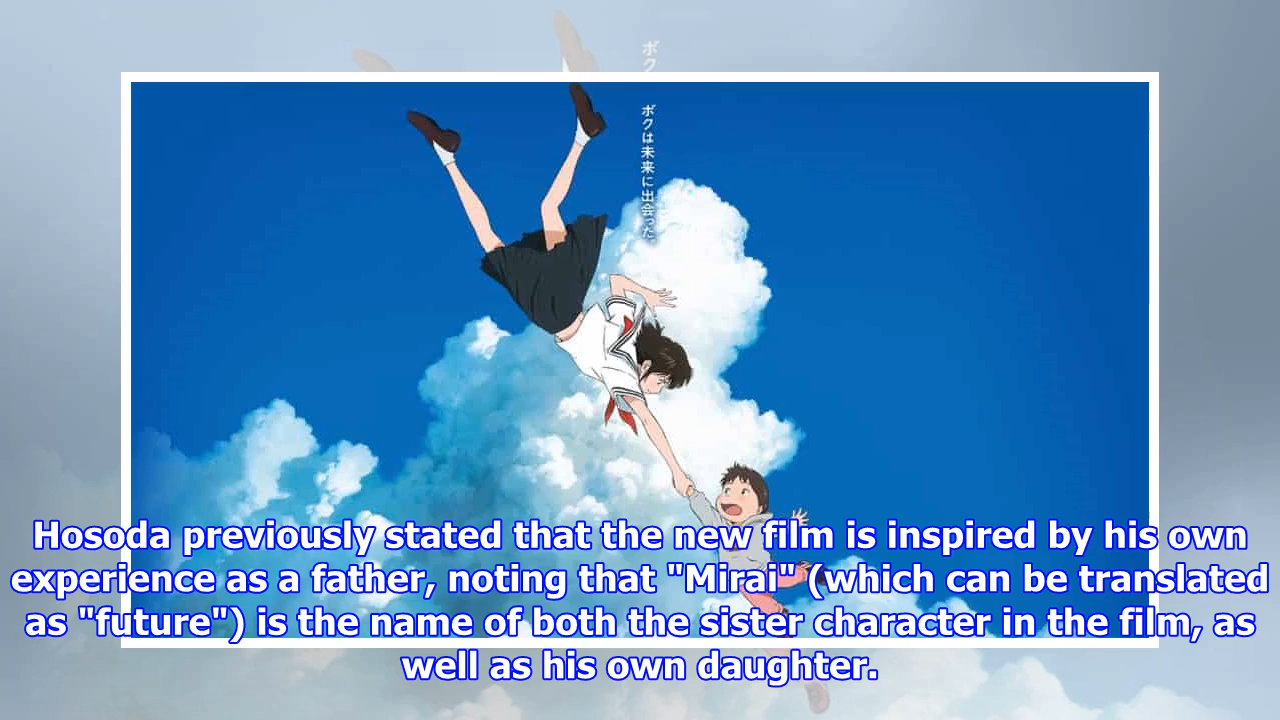 ボク
ボクは未来に出会った
Hosoda previously stated that the new film is inspired by his own
experience as a father, noting that "Mirai" (which can be translated
as "future") is the name of both the sister character in the film, as
well as his own daughter.